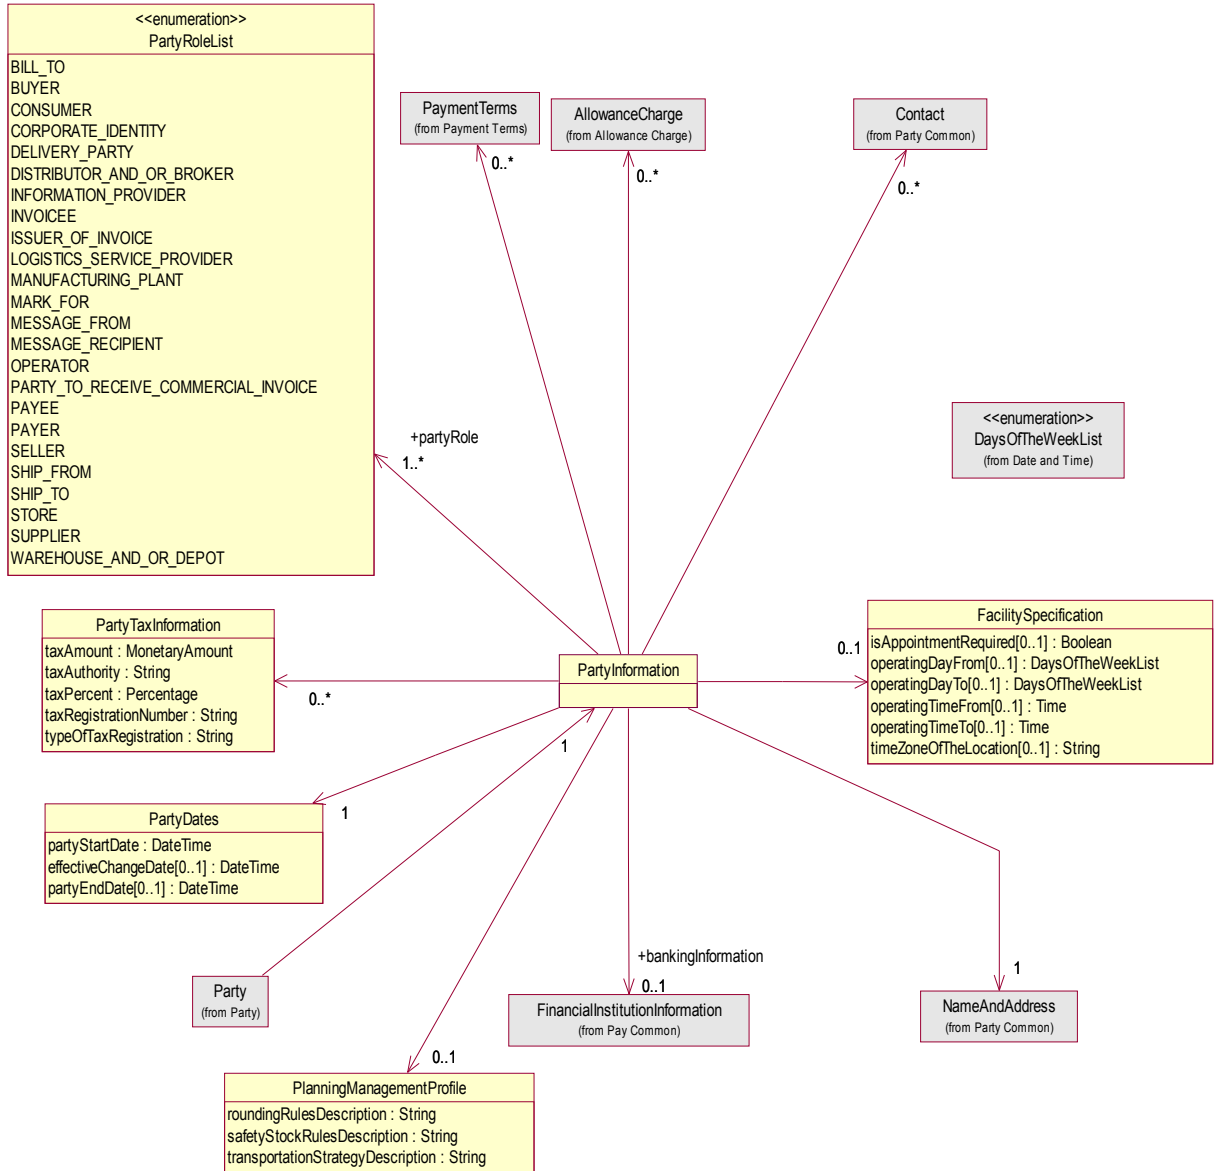 <<enumeration>>
PartyRoleList
BILL_TO
BUYER
CONSUMER
CORPORATE_IDENTITY
DELIVERY_PARTY
DISTRIBUTOR_AND_OR_BROKER
INFORMATION_PROVIDER
INVOICEE
ISSUER_OF_INVOICE
LOGISTICS_SERVICE_PROVIDER
MANUFACTURING_PLANT
MARK_FOR
MESSAGE_FROM
MESSAGE_RECIPIENT
OPERATOR
PARTY_TO_RECEIVE_COMMERCIAL_INVOICE
PAYEE
PAYER
SELLER
SHIP_FROM
SHIP_TO
STORE
SUPPLIER
WAREHOUSE_AND_OR_DEPOT
PaymentTerms
(from Payment Terms)
0..*
AllowanceCharge
(from Allowance Charge)
0..*
Contact
(from Party Common)
0..*
<<enumeration>>
DaysOfTheWeekList
(from Date and Time)
+partyRole
1..*
PartyTaxInformation
taxAmount : MonetaryAmount
taxAuthority : String
taxPercent : Percentage
taxRegistrationNumber : String
typeOfTaxRegistration : String
0..*
PartyInformation
0..1
FacilitySpecification
isAppointmentRequired[0..1] : Boolean
operatingDayFrom[0..1] : DaysOfTheWeekList
operatingDayTo[0..1] : DaysOfTheWeekList
operatingTimeFrom[0..1] : Time
operatingTimeTo[0..1] : Time
timeZoneOfTheLocation[0..1] : String
1
PartyDates
partyStartDate : DateTime
effectiveChangeDate[0..1] : DateTime
partyEndDate[0..1] : DateTime
1
Party
(from Party)
+bankingInformation
0..1
FinancialInstitutionInformation
(from Pay Common)
1
NameAndAddress
(from Party Common)
0..1
PlanningManagementProfile
roundingRulesDescription : String
safetyStockRulesDescription : String
transportationStrategyDescription : String